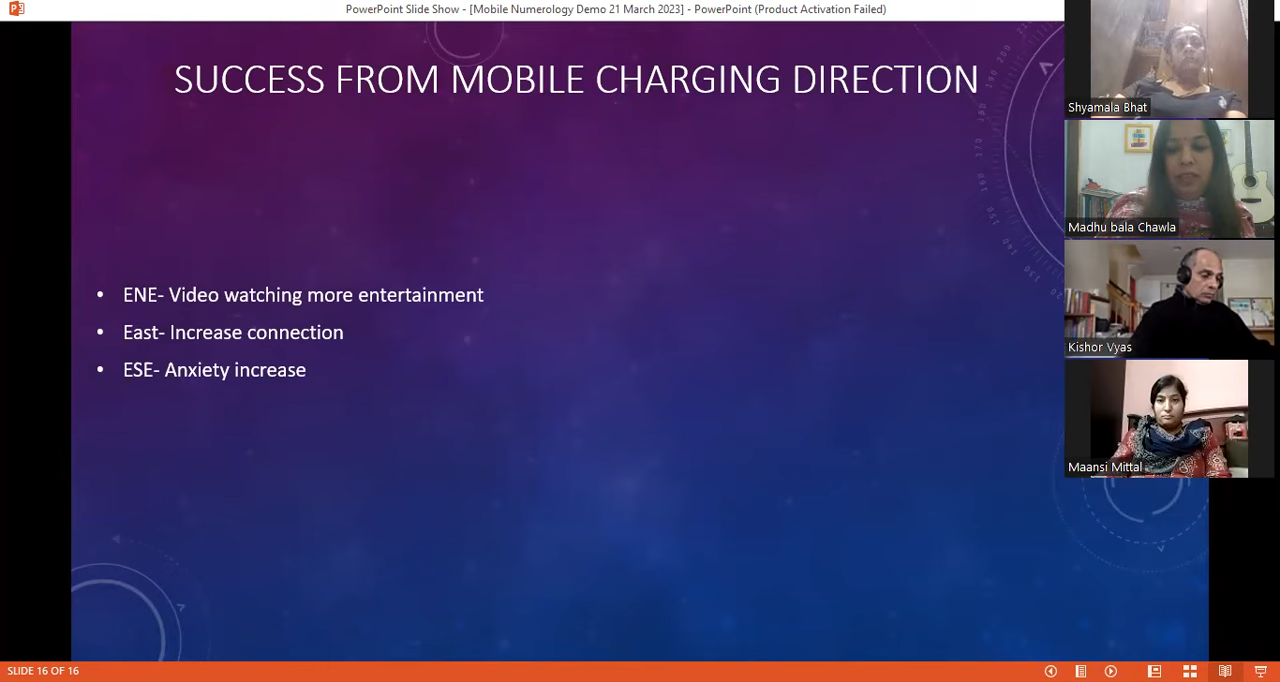 PowerPoint Slide Show - [Mobile Numerology Demo 21 March 2023] - PowerPoint (Product Activation Failed)
SUCCESS FROM MOBILE CHARGING DIRECTION
• ENE- Video watching more entertainment
• East- Increase connection
• ESE- Anxiety increase
Shyamala Bhat
Madhu bala Chawla
Kishor Vyas
Maansi Mittal
SLIDE 16 OF 16